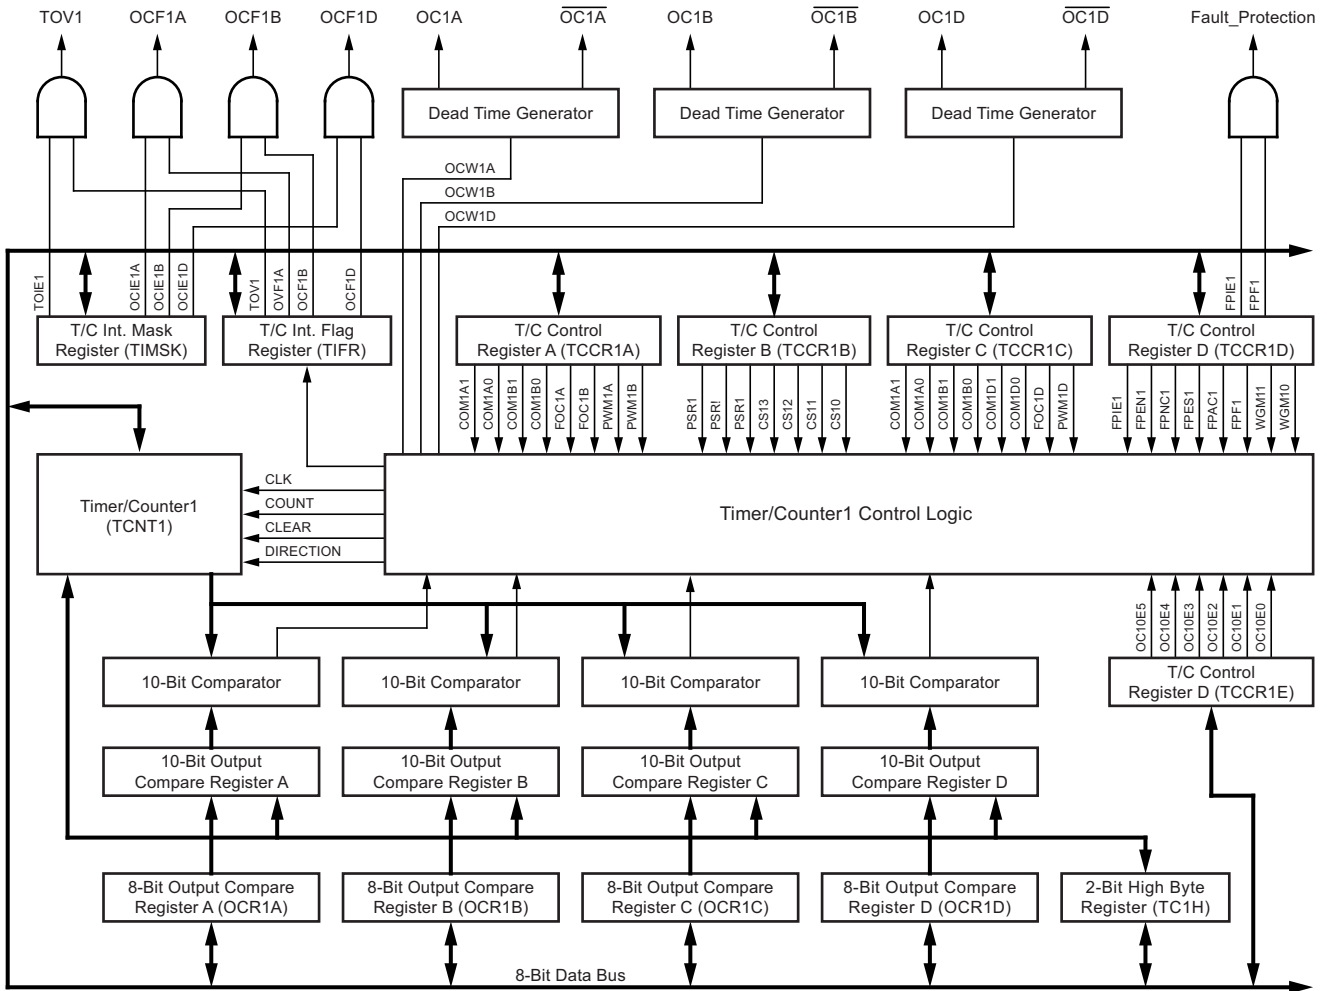 TOV1
OCF1A
OCF1B
OCF1D
OC1A
OC1A
OC1B
OC1B
OC1D
OC1D
Fault_Protection
Dead Time Generator
Dead Time Generator
Dead Time Generator
OCW1A
OCW1B
OCW1D
TOIE1
OCIE1A
OCIE1B
OCIE1D
TOV1
OVF1A
OCF1B
OCF1D
FPIE1
FPF1
T/C Int. Mask
Register (TIMSK)
T/C Int. Flag
Register (TIFR)
T/C Control
Register A (TCCR1A)
T/C Control
Register B (TCCR1B)
T/C Control
Register C (TCCR1C)
T/C Control
Register D (TCCR1D)
COM1A1
COM1A0
COM1B1
COM1B0
FOC1A
FOC1B
PWM1A
PWM1B
PSR1
PSR!
PSR1
CS13
CS12
CS11
CS10
COM1A1
COM1A0
COM1B1
COM1B0
COM1D1
COM1D0
FOC1D
PWM1D
FPIE1
FPEN1
FPNC1
FPES1
FPAC1
FPF1
WGM11
WGM10
Timer/Counter1
(TCNT1)
CLK
COUNT
CLEAR
DIRECTION
Timer/Counter1 Control Logic
OC10E5
OC10E4
OC10E3
OC10E2
OC10E1
OC10E0
10-Bit Comparator
10-Bit Comparator
10-Bit Comparator
10-Bit Comparator
T/C Control
Register D (TCCR1E)
10-Bit Output
Compare Register A
10-Bit Output
Compare Register B
10-Bit Output
Compare Register C
10-Bit Output
Compare Register D
8-Bit Output Compare
Register A (OCR1A)
8-Bit Output Compare
Register B (OCR1B)
8-Bit Output Compare
Register C (OCR1C)
8-Bit Output Compare
Register D (OCR1D)
2-Bit High Byte
Register (TC1H)
8-Bit Data Bus